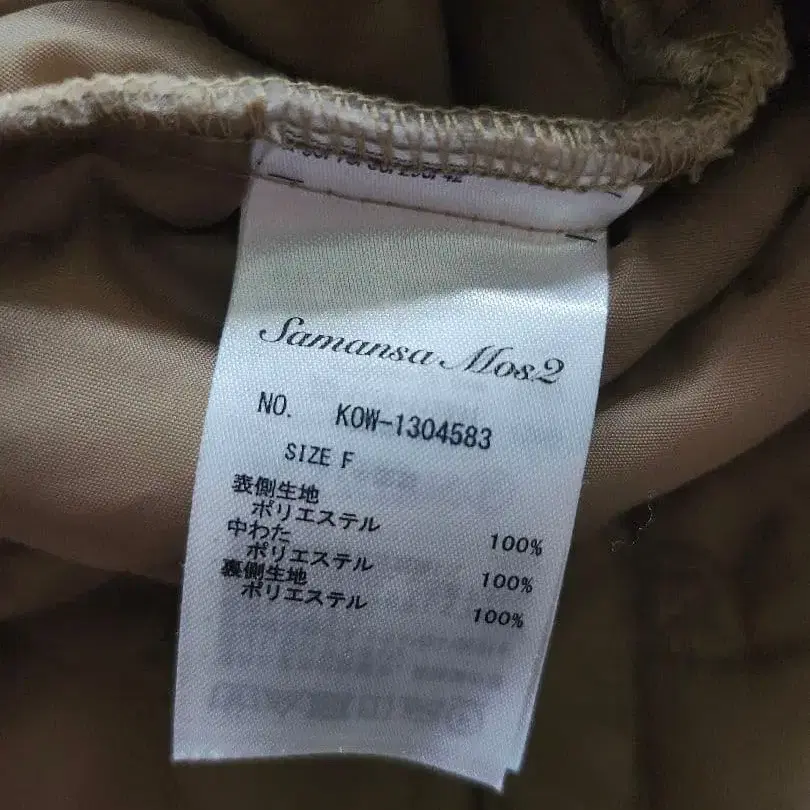 Samansa Mos2
NO. KOW-1304583
SIZE F
表側生地
ポリエステル 100%
中わた
ポリエステル 100%
裏側生地
ポリエステル 100%